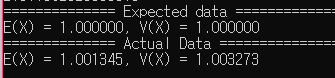 ============== Expected data ==============
E(X) = 1.000000, V(X) = 1.000000
============== Actual Data ==============
E(X) = 1.001345, V(X) = 1.003273